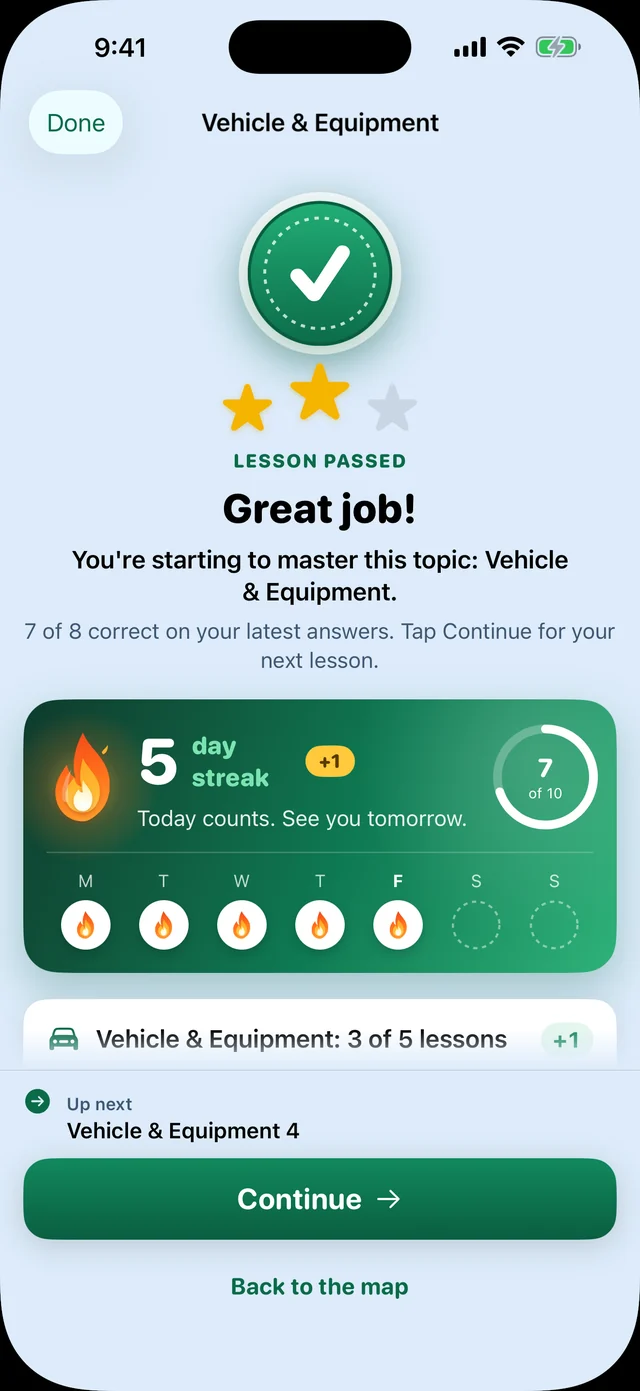 9:41
Done
Vehicle & Equipment
LESSON PASSED
Great job!
You're starting to master this topic: Vehicle
& Equipment.
7 of 8 correct on your latest answers. Tap Continue for your
next lesson.
5 day streak +1
Today counts. See you tomorrow.
7
of 10
M T W T F S S
Vehicle & Equipment: 3 of 5 lessons +1
Up next
Vehicle & Equipment 4
Continue →
Back to the map